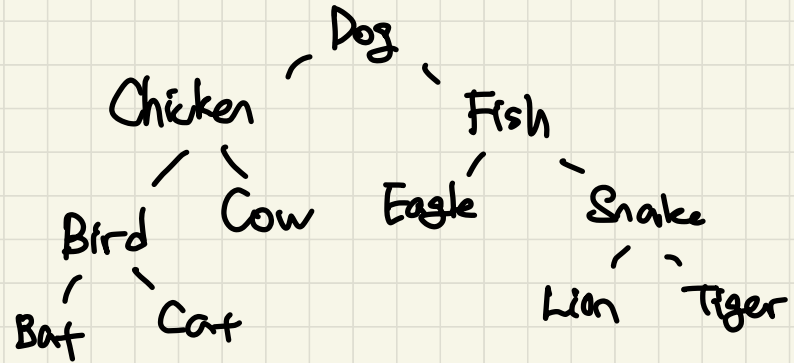 Dog
Chicken Fish
Bird Cow Eagle Snake
Bat Cat Lion Tiger